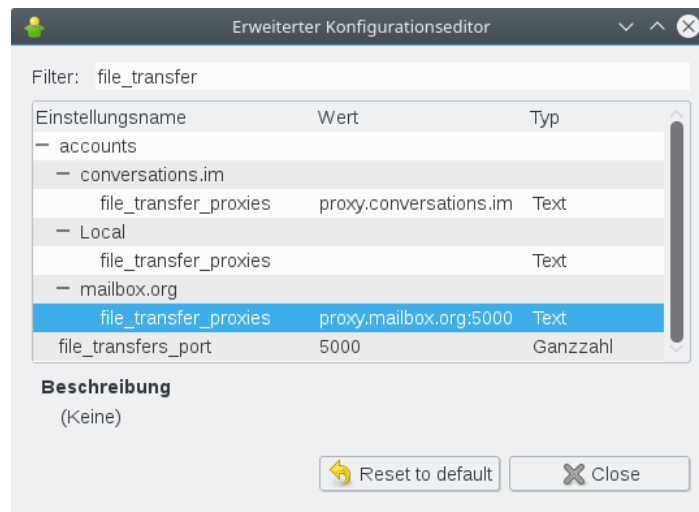 Erweiterter Konfigurationseditor
Filter: file_transfer
Einstellungsname Wert Typ
accounts
conversations.im
file_transfer_proxies proxy.conversations.im Text
Local
file_transfer_proxies Text
mailbox.org
file_transfer_proxies proxy.mailbox.org:5000 Text
file_transfers_port 5000 Ganzzahl
Beschreibung
(Keine)
Reset to default Close